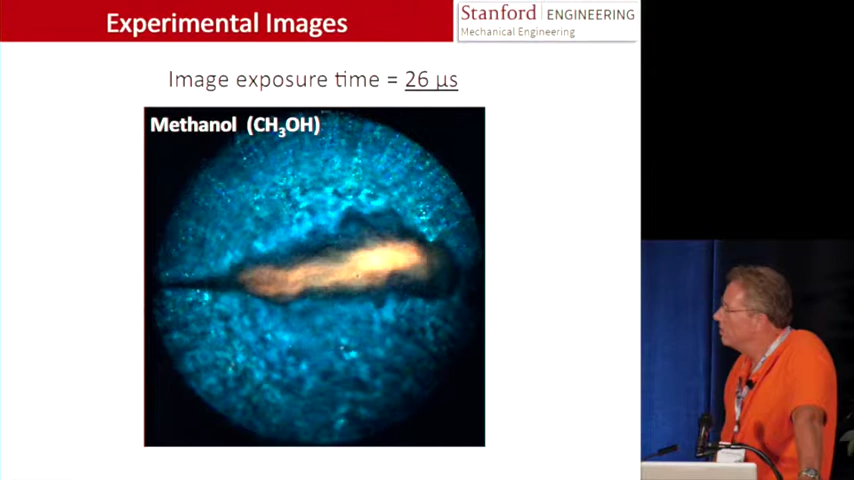 Experimental Images
Stanford ENGINEERING
Mechanical Engineering
Image exposure time = 26 μs
Methanol (CH₃OH)